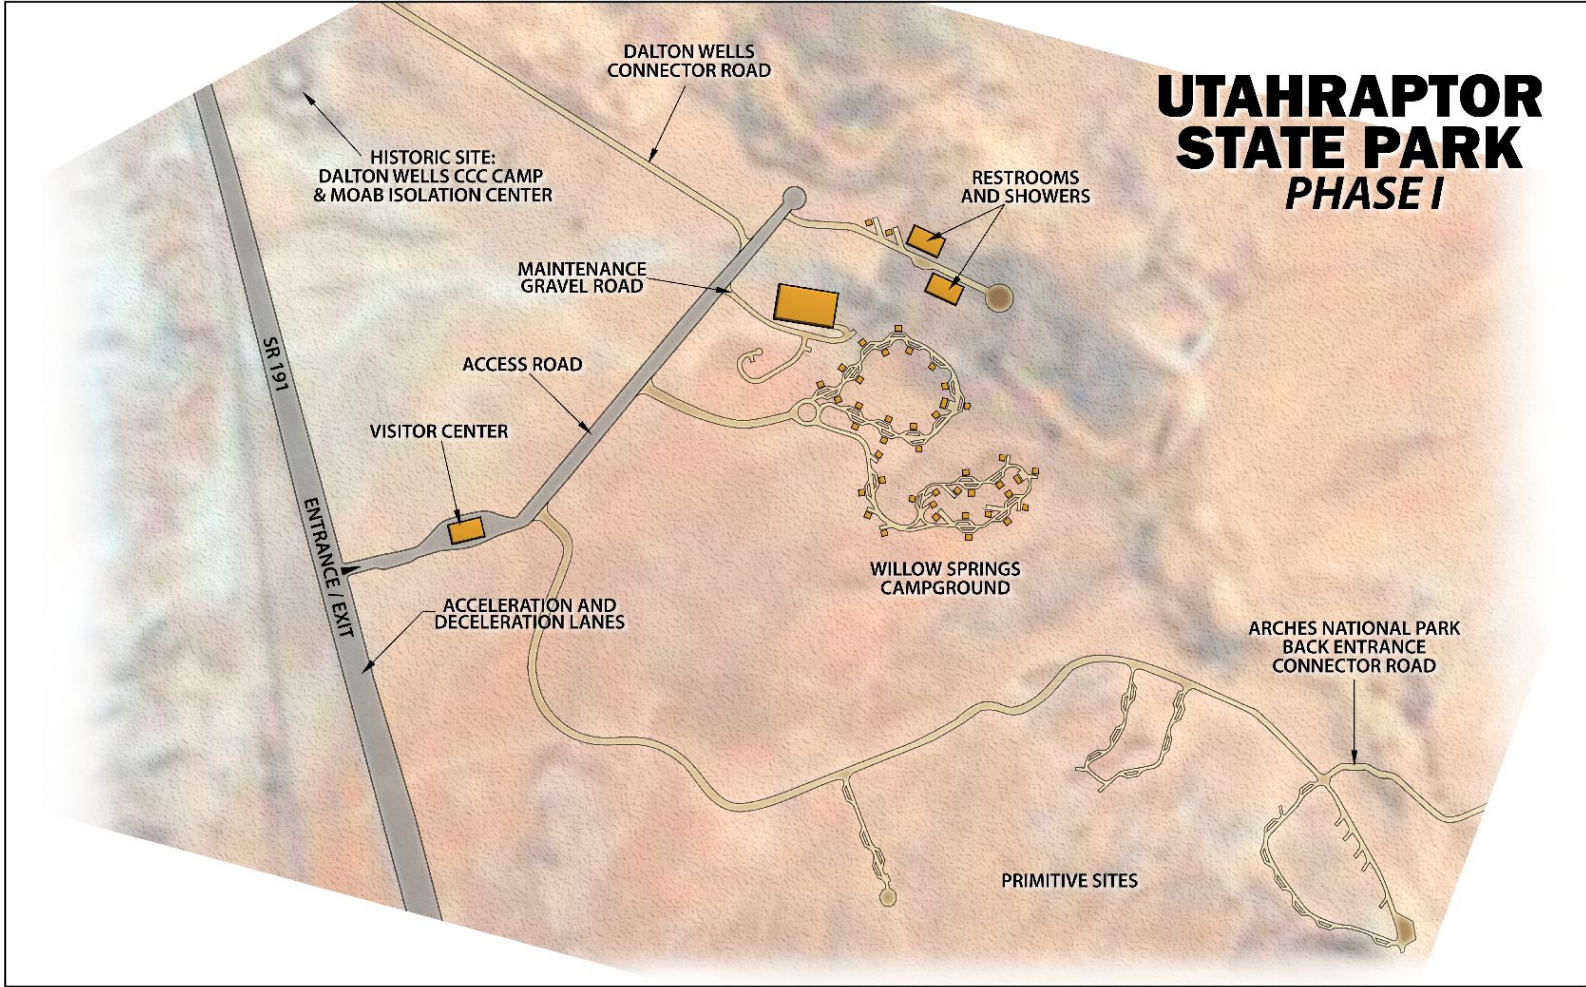 UTAHRAPTOR
STATE PARK
PHASE I
DALTON WELLS
CONNECTOR ROAD
HISTORIC SITE:
DALTON WELLS CCC CAMP
& MOAB ISOLATION CENTER
RESTROOMS
AND SHOWERS
MAINTENANCE
GRAVEL ROAD
SR 191
ACCESS ROAD
VISITOR CENTER
ENTRANCE / EXIT
ACCELERATION AND
DECELERATION LANES
WILLOW SPRINGS
CAMPGROUND
ARCHES NATIONAL PARK
BACK ENTRANCE
CONNECTOR ROAD
PRIMITIVE SITES